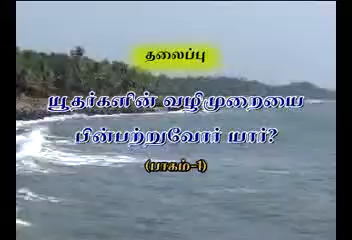 தலைப்பு
யூதர்களின் வழிமுறையை
பின்பற்றுவோர் யார்?
(பாகம்-1)